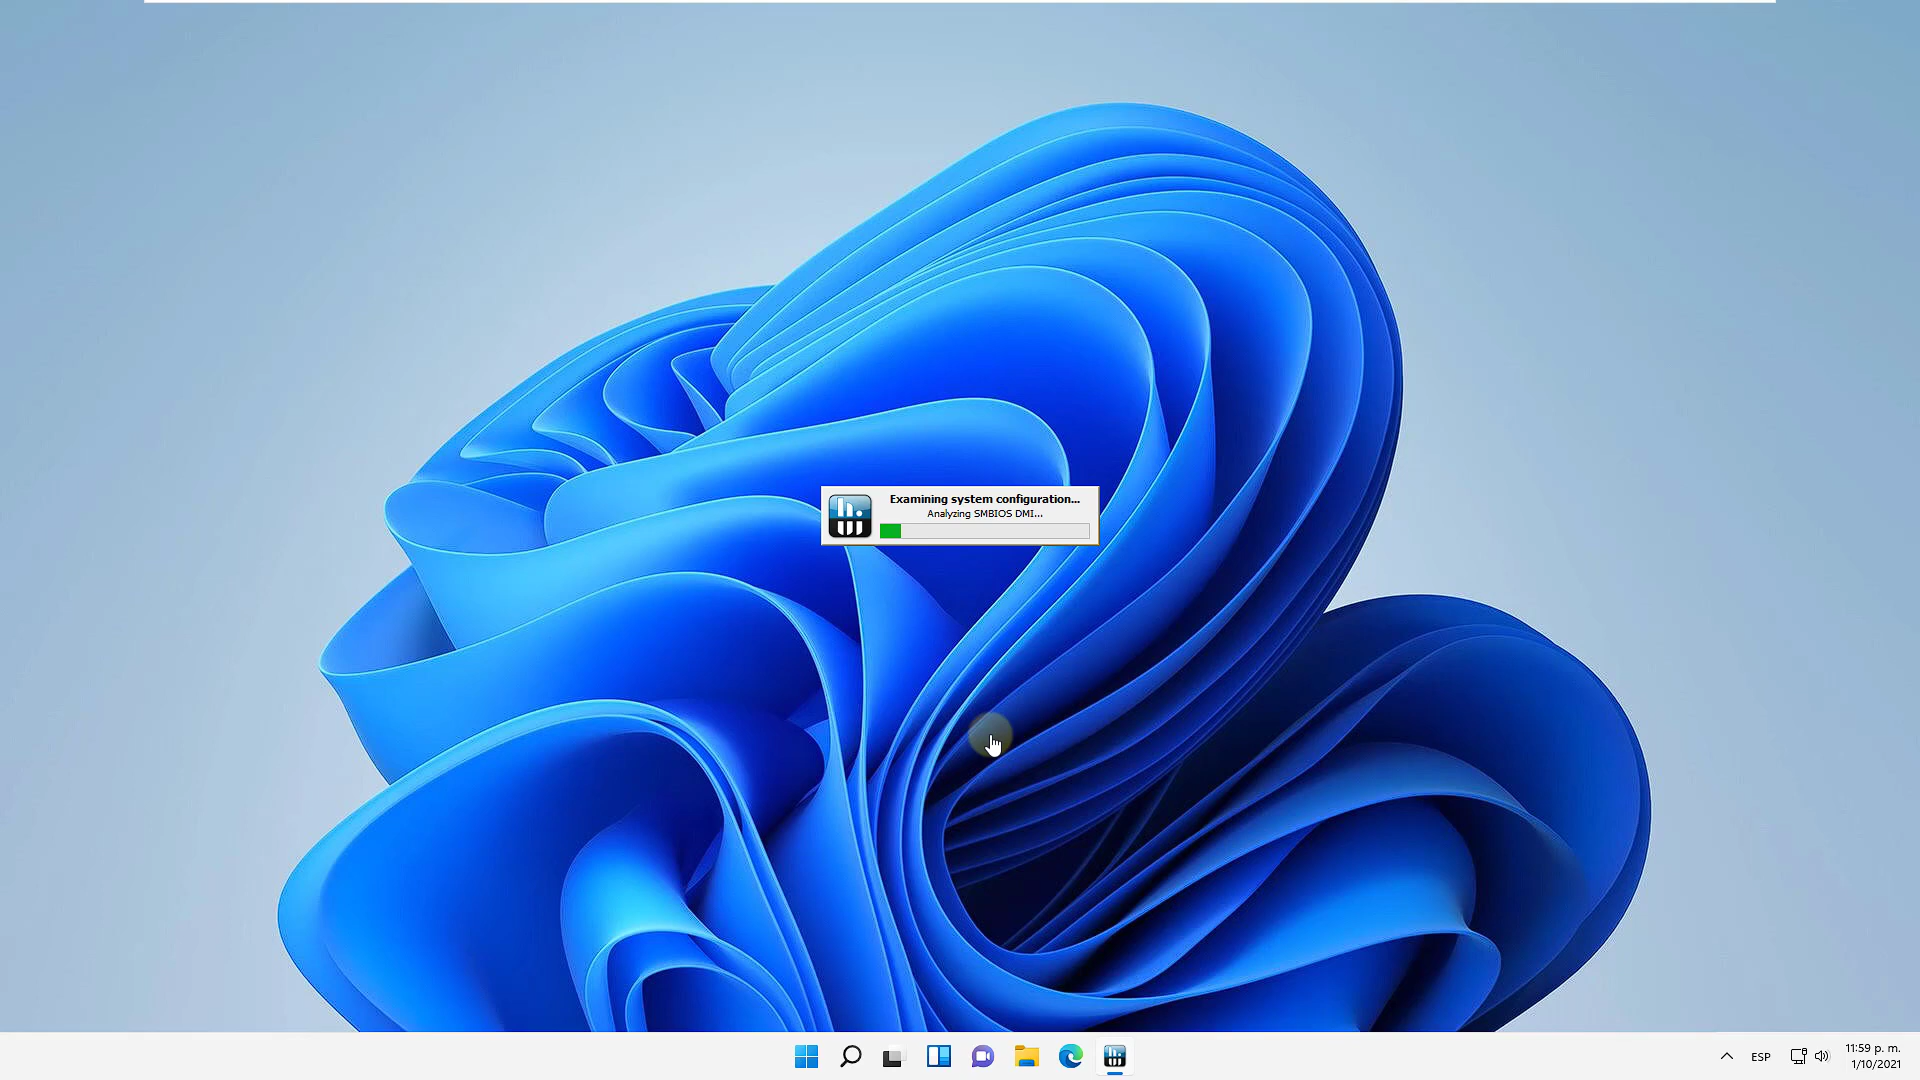 Examining system configuration...
Analyzing SMBIOS DMI...
ESP
11:59 p. m.
1/10/2021